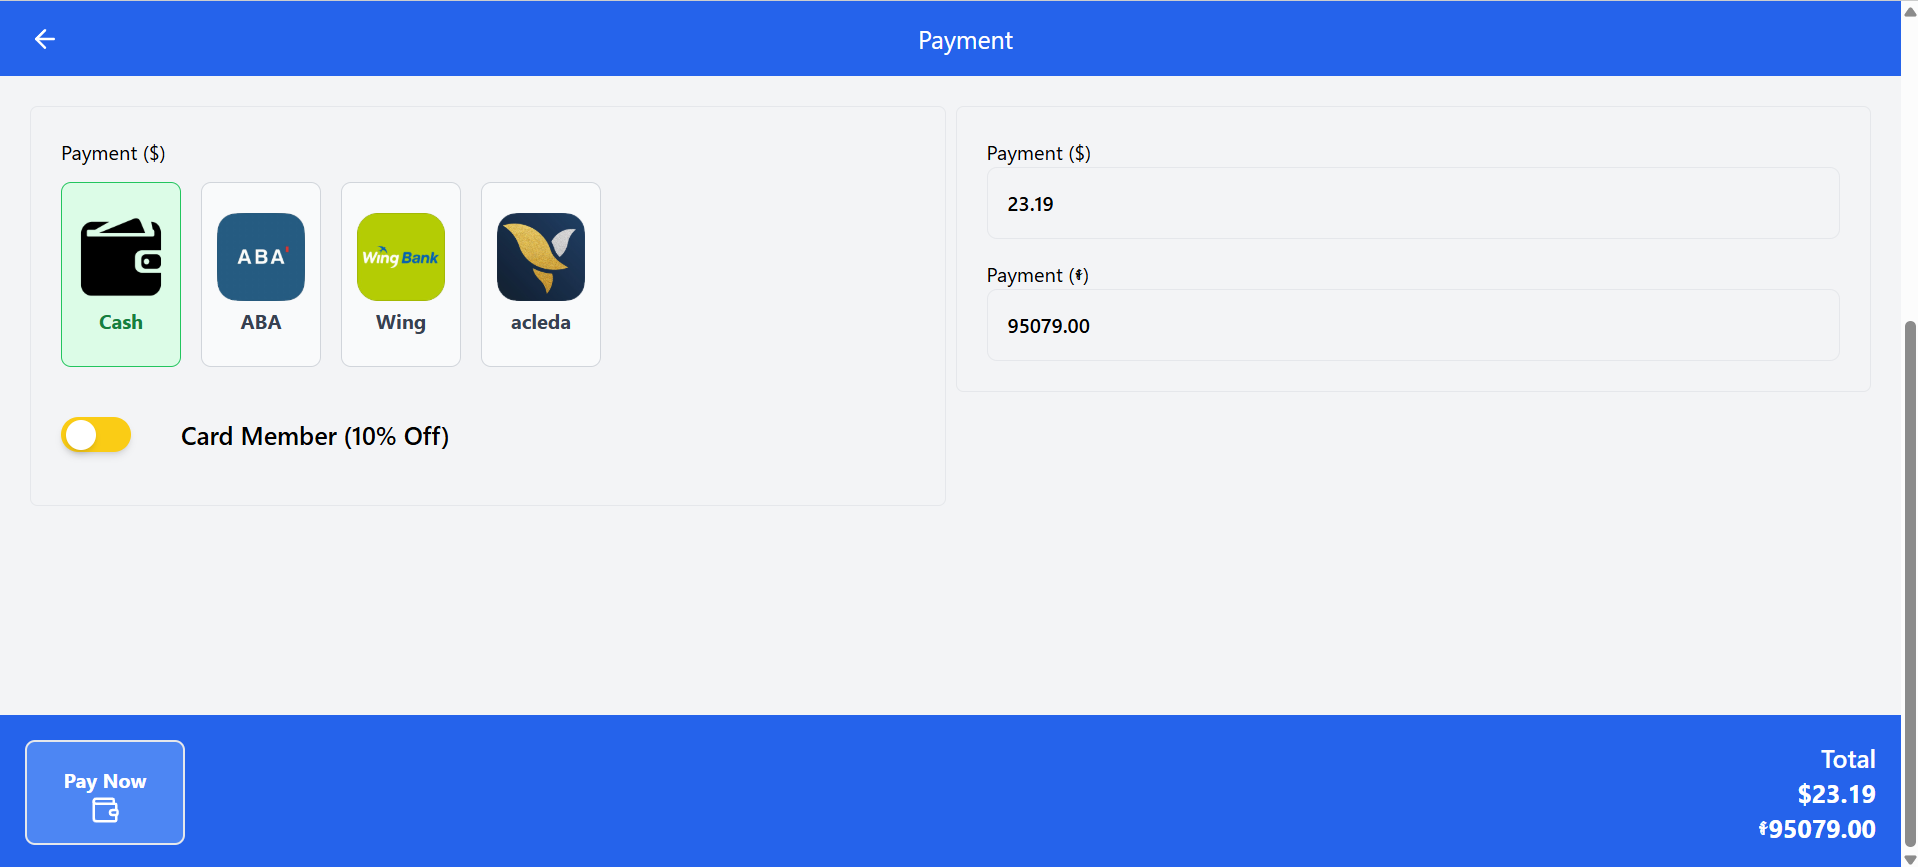 Payment
Payment ($)
ABA'
Wing Bank
Cash
ABA
Wing
acleda
Card Member (10% Off)
Payment ($)
23.19
Payment (៛)
95079.00
Pay Now
Total
$23.19
៛95079.00